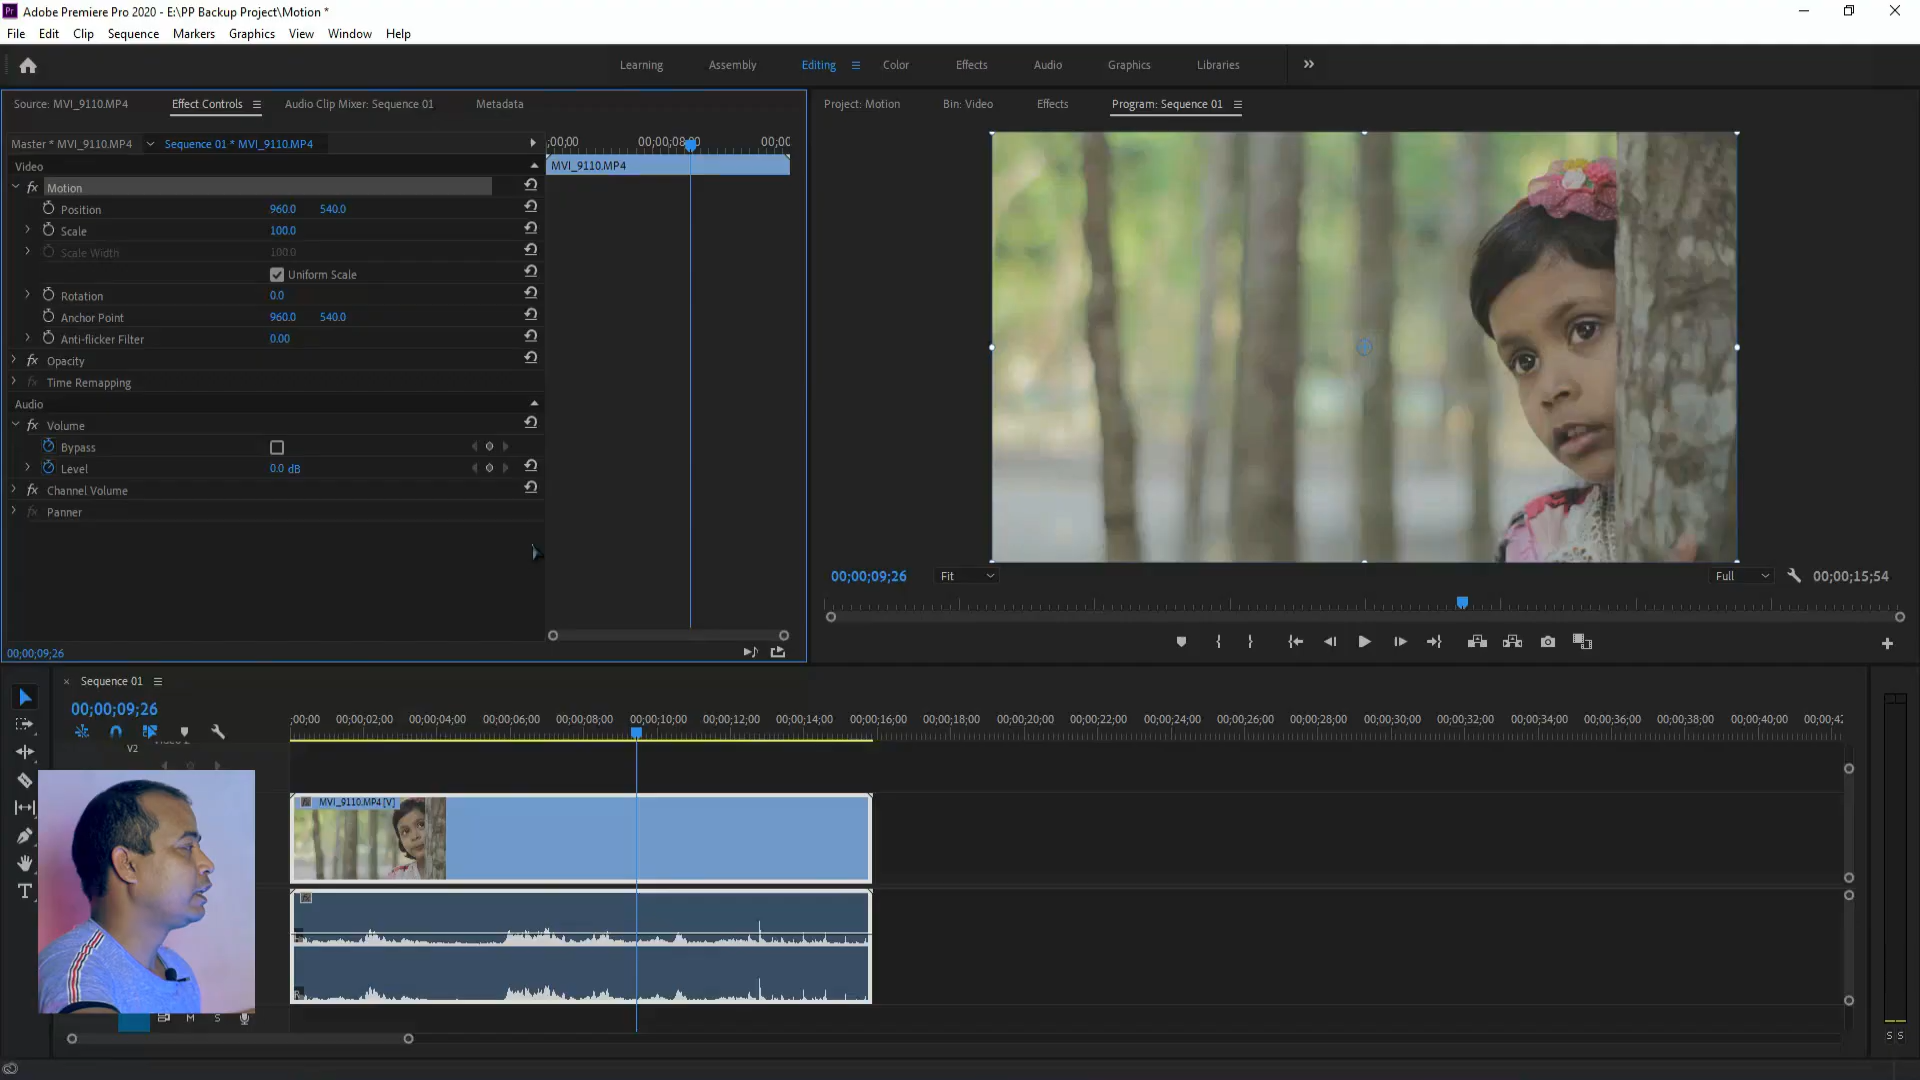 Adobe Premiere Pro 2020 - E:\PP Backup Project\Motion *
File Edit Clip Sequence Markers Graphics View Window Help
Learning Assembly Editing Color Effects Audio Graphics Libraries
Source: MVI_9110.MP4 Effect Controls Audio Clip Mixer: Sequence 01 Metadata
Project: Motion Bin: Video Effects Program: Sequence 01
Master * MVI_9110.MP4 Sequence 01 * MVI_9110.MP4
;00;00 00;00;08;00 00;0
Video
MVI_9110.MP4
fx Motion
Position 960.0 540.0
Scale 100.0
Scale Width 100.0
Uniform Scale
Rotation 0.0
Anchor Point 960.0 540.0
Anti-flicker Filter 0.00
fx Opacity
fx Time Remapping
Audio
fx Volume
Bypass
Level 0.0 dB
fx Channel Volume
fx Panner
00;00;09;26
00;00;09;26 Fit Full 00;00;15;54
Sequence 01
00;00;09;26
;00;00 00;00;02;00 00;00;04;00 00;00;06;00 00;00;08;00 00;00;10;00 00;00;12;00 00;00;14;00 00;00;16;00 00;00;18;00 00;00;20;00 00;00;22;00 00;00;24;00 00;00;26;00 00;00;28;00 00;00;30;00 00;00;32;00 00;00;34;00 00;00;36;00 00;00;38;00 00;00;40;00 00;00;42
V2
MVI_9110.MP4 [V]
R
M S
S S